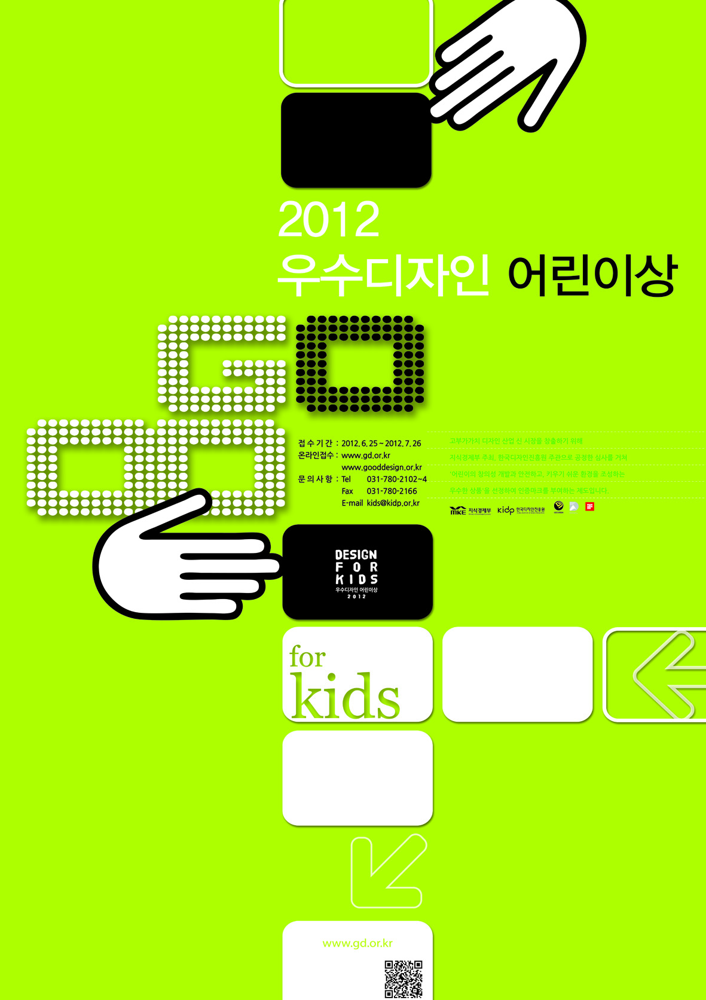 2012
우수디자인 어린이상
GO
OD
접수기간 : 2012. 6. 25 ~ 2012. 7. 26
온라인접수 : www.gd.or.kr
www.gooddesign.or.kr
문의사항 : Tel 031-780-2102~4
Fax 031-780-2166
E-mail kids@kidp.or.kr
고부가가치 디자인 산업 신 시장을 창출하기 위해
지식경제부 주최, 한국디자인진흥원 주관으로 공정한 심사를 거쳐
'어린이의 창의성 개발과 안전하고, 키우기 쉬운 환경을 조성하는
우수한 상품'을 선정하여 인증마크를 부여하는 제도입니다.
MKE 지식경제부 kidp 한국디자인진흥원 iF
DESIGN
FOR
KIDS
우수디자인 어린이상
2012
for
kids
www.gd.or.kr